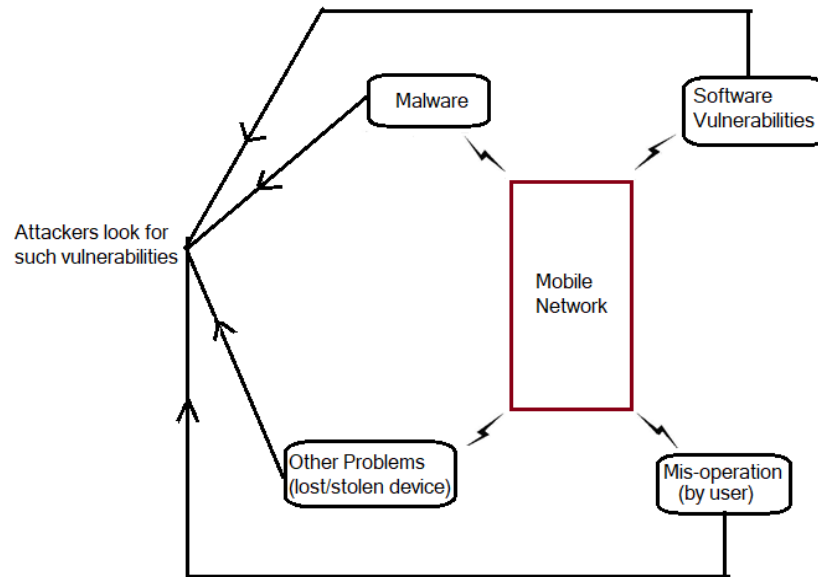 Malware
Software
Vulnerabilities
Attackers look for
such vulnerabilities
Mobile
Network
Other Problems
(lost/stolen device)
Mis-operation
(by user)